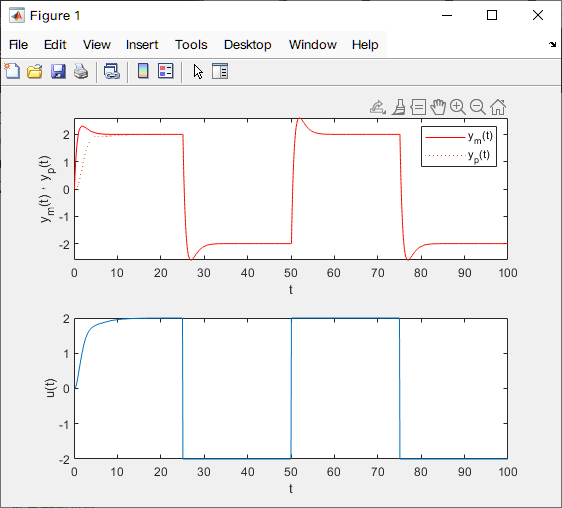 Figure 1
File Edit View Insert Tools Desktop Window Help
y_m(t)
y_p(t)
2
1
0
-1
-2
y_m(t)，y_p(t)
0 10 20 30 40 50 60 70 80 90 100
t
2
1
0
-1
-2
u(t)
0 10 20 30 40 50 60 70 80 90 100
t